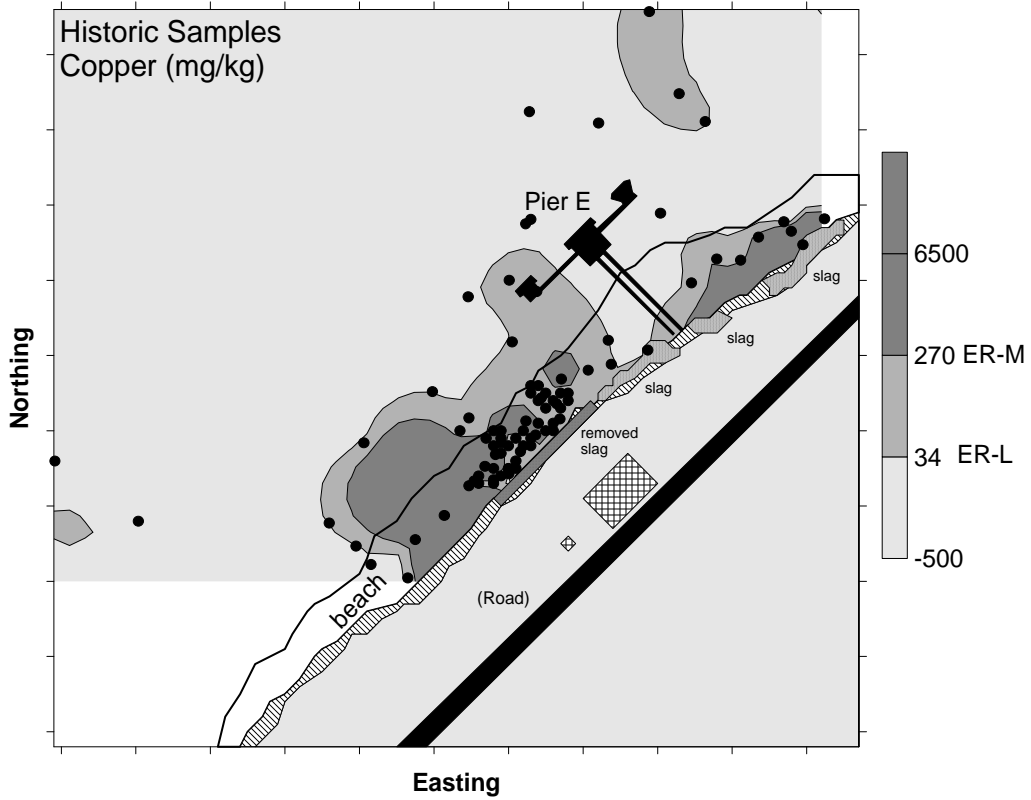 Historic Samples
Copper (mg/kg)
Pier E
6500
slag
slag
270 ER-M
slag
removed
slag
34 ER-L
-500
beach
(Road)
Northing
Easting